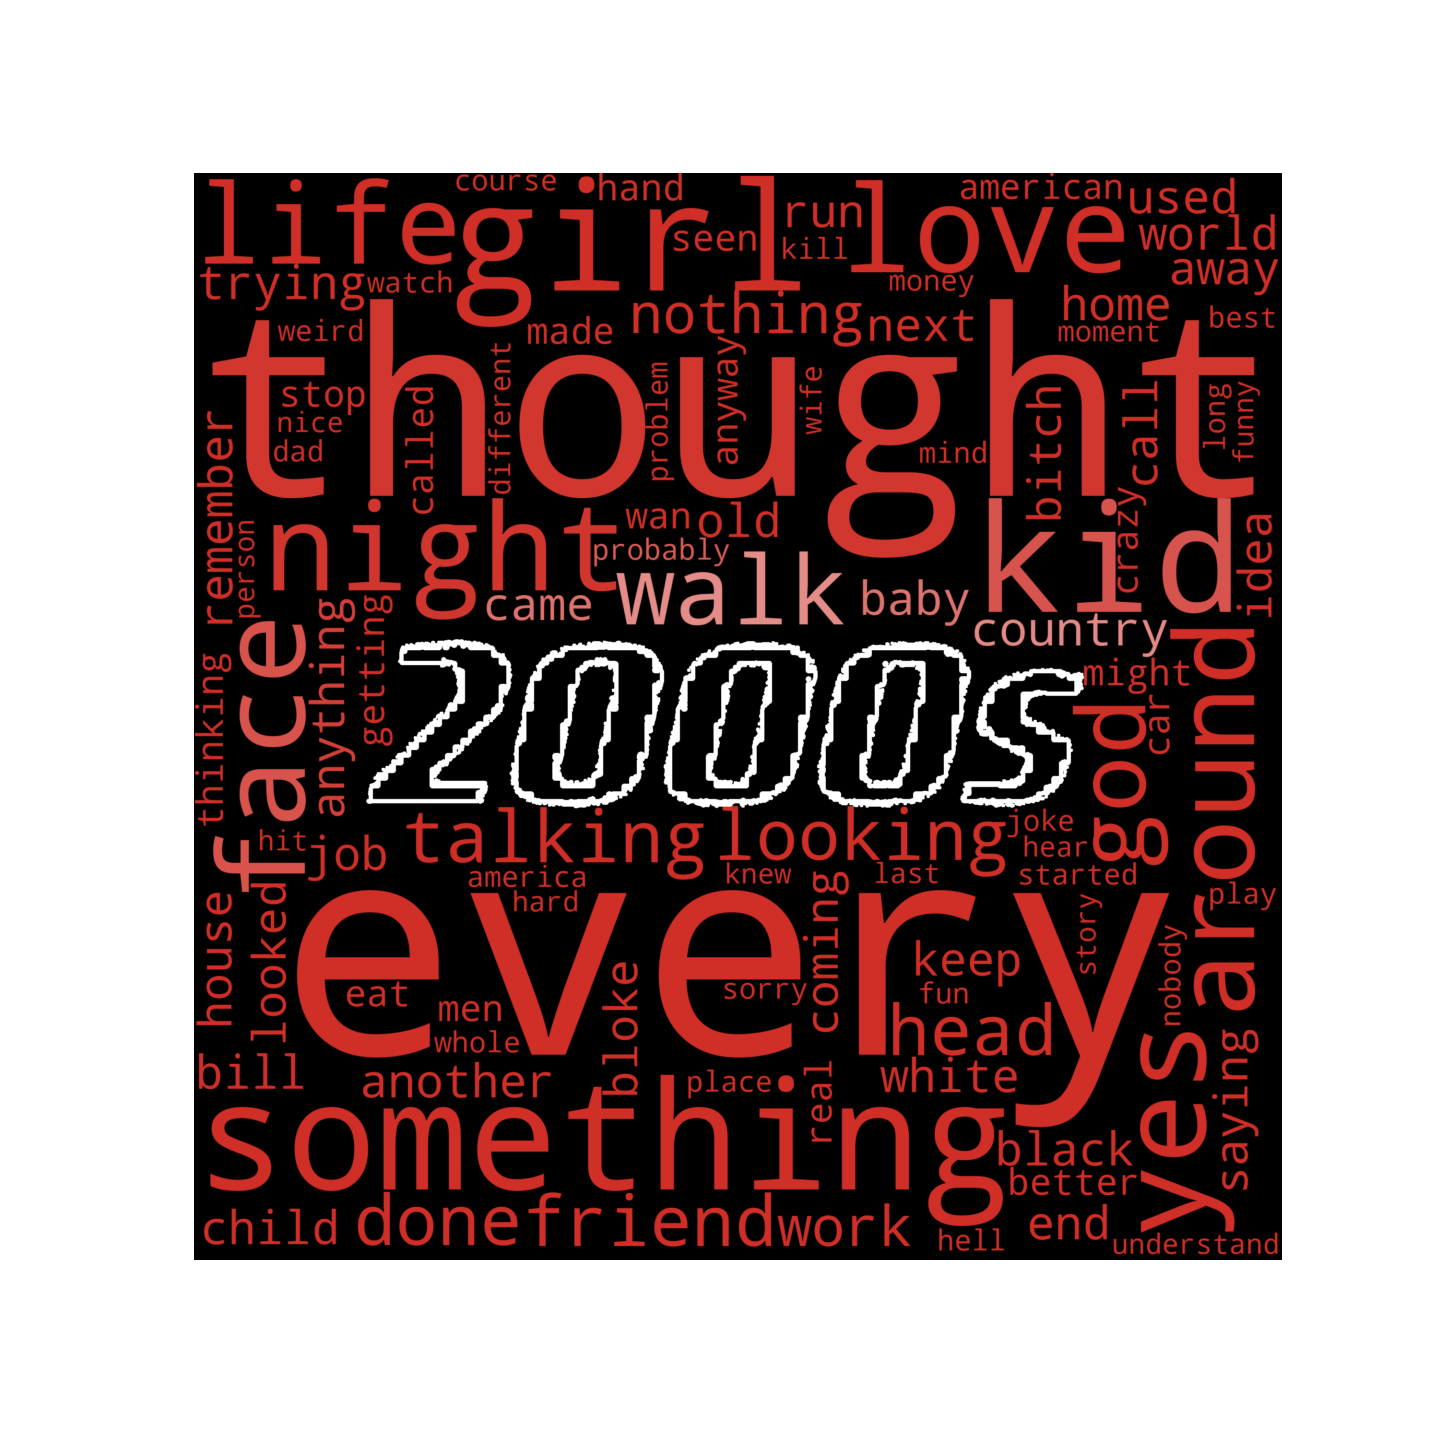 course
hand
american
used
life
girl
love
run
seen
kill
world
away
trying
watch
money
nothing
next
home
moment
best
weird
made
thought
stop
nice
dad
called
different
problem
anyway
wife
mind
bitch
call
long
funny
remember
night
wan
old
probably
kid
crazy
idea
person
came
walk
baby
country
face
anything
getting
thinking
2000s
might
car
god
around
hit
job
talking
looking
joke
hear
america
hard
knew
last
started
play
house
looked
every
eat
men
whole
bloke
sorry
coming
keep
fun
story
nobody
head
bill
another
place
real
white
yes
saying
something
black
better
child
done
friend
work
hell
end
understand